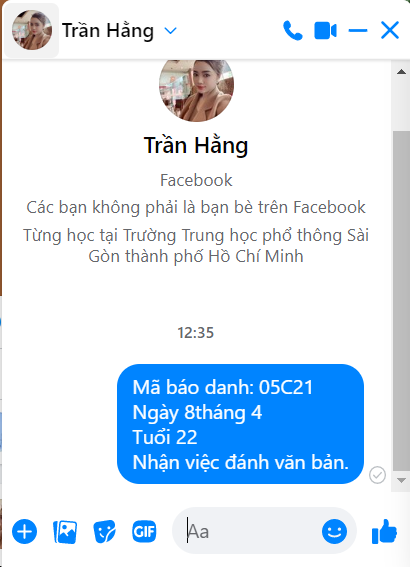 Trần Hằng
Trần Hằng
Facebook
Các bạn không phải là bạn bè trên Facebook
Từng học tại Trường Trung học phổ thông Sài
Gòn thành phố Hồ Chí Minh
12:35
Mã báo danh: 05C21
Ngày 8tháng 4
Tuổi 22
Nhận việc đánh văn bản.
GIF
Aa